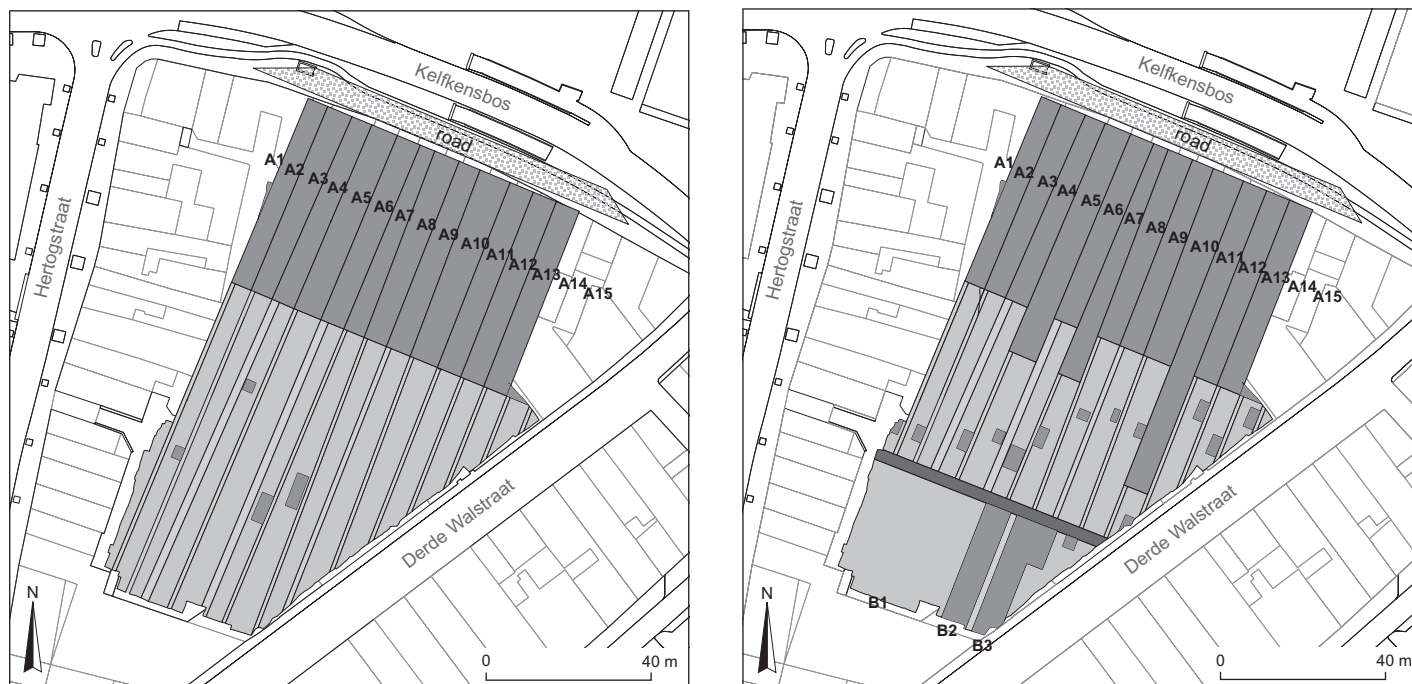 Kelfkensbos
road
A1
A2
A3
A4
A5
A6
A7
A8
A9
A10
A11
A12
A13
A14
A15
Hertogstraat
Derde Walstraat
N
0 40 m
Kelfkensbos
road
A1
A2
A3
A4
A5
A6
A7
A8
A9
A10
A11
A12
A13
A14
A15
Hertogstraat
Derde Walstraat
B1
B2
B3
N
0 40 m